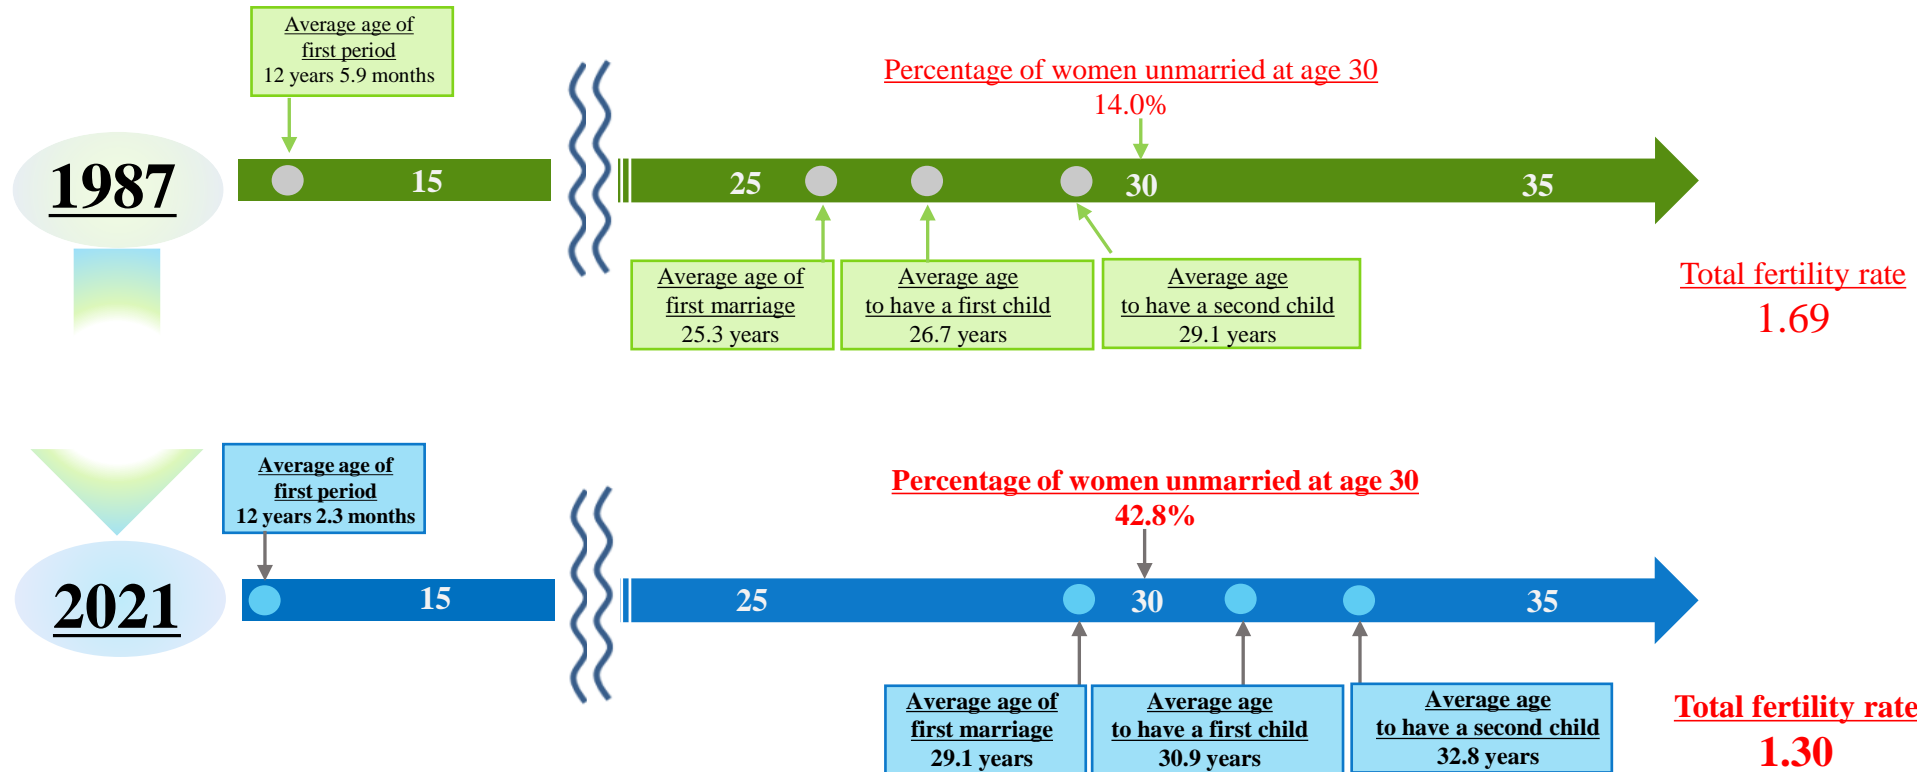 Average age of
first period
12 years 5.9 months
Percentage of women unmarried at age 30
14.0%
1987
15
25
30
35
Average age of
first marriage
25.3 years
Average age
to have a first child
26.7 years
Average age
to have a second child
29.1 years
Total fertility rate
1.69
Average age of
first period
12 years 2.3 months
Percentage of women unmarried at age 30
42.8%
2021
15
25
30
35
Average age of
first marriage
29.1 years
Average age
to have a first child
30.9 years
Average age
to have a second child
32.8 years
Total fertility rate
1.30